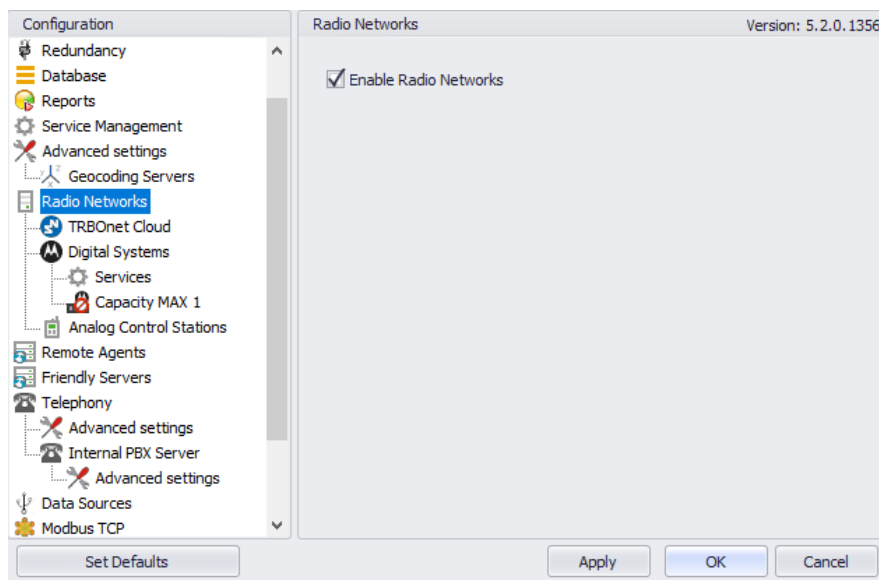 Configuration
Redundancy
Database
Reports
Service Management
Advanced settings
Geocoding Servers
Radio Networks
TRBOnet Cloud
Digital Systems
Services
Capacity MAX 1
Analog Control Stations
Remote Agents
Friendly Servers
Telephony
Advanced settings
Internal PBX Server
Advanced settings
Data Sources
Modbus TCP
Radio Networks Version: 5.2.0.1356
Enable Radio Networks
Set Defaults Apply OK Cancel